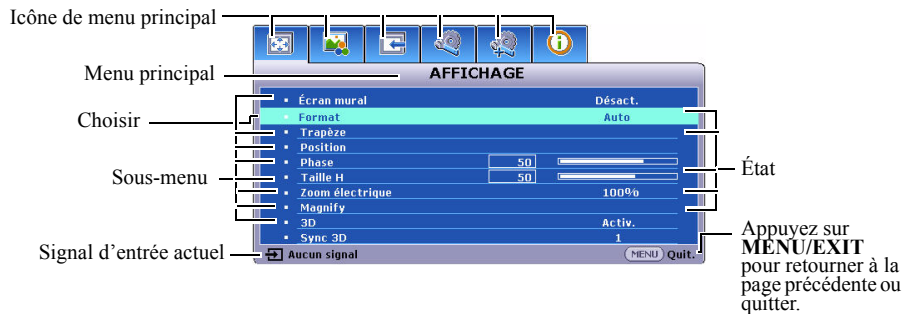 Icône de menu principal
Menu principal
AFFICHAGE
Écran mural Désact.
Choisir
Format Auto
Trapèze
Position
Phase 50
État
Sous-menu
Taille H 50
Zoom électrique 100%
Magnify
3D Activ.
Sync 3D 1
Signal d'entrée actuel
Aucun signal
MENU Quit.
Appuyez sur
MENU/EXIT
pour retourner à la
page précédente ou
quitter.